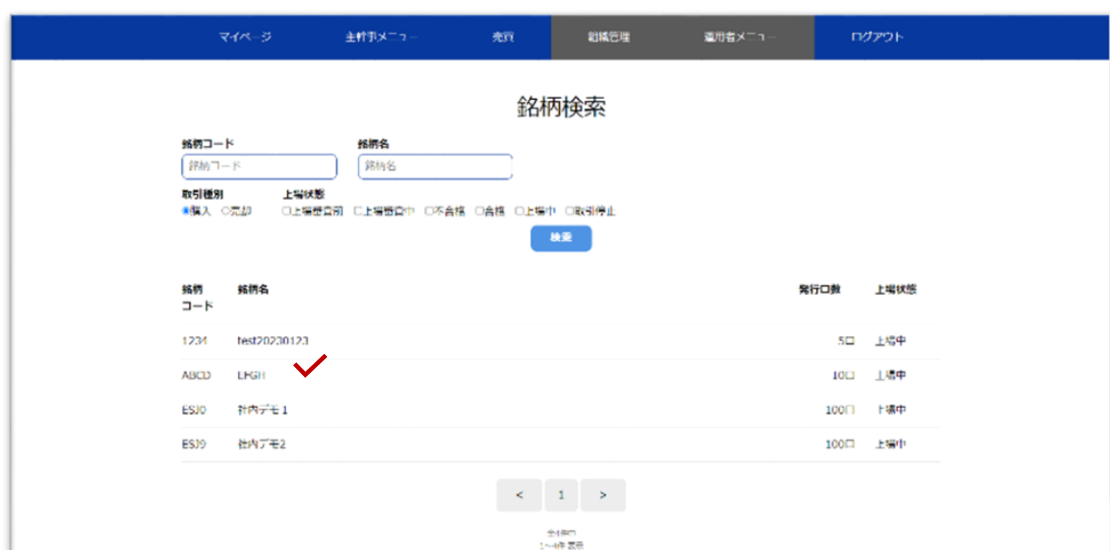 マイページ 主幹事メニュー 売買 組織管理 運用者メニュー ログアウト
銘柄検索
銘柄コード 銘柄名
銘柄コード 銘柄名
取引種別 上場状態
購入 売却 上場審査前 上場審査中 不合格 合格 上場中 取引停止
検索
銘柄 銘柄名 発行口数 上場状態
コード
1234 test20230123 5口 上場中
ABCD EFGH 10口 上場中
ESJ0 社内デモ1 100口 上場中
ESJ9 社内デモ2 100口 上場中
< 1 >
1~4件 表示